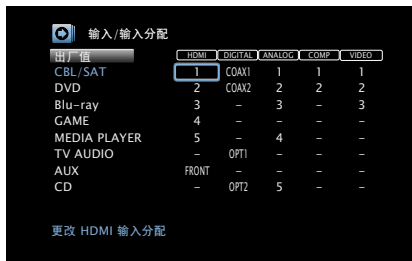 输入/输入分配
出厂值 HDMI DIGITAL ANALOG COMP VIDEO
CBL/SAT 1 COAX1 1 1 1
DVD 2 COAX2 2 2 2
Blu-ray 3 – 3 – 3
GAME 4 – – – –
MEDIA PLAYER 5 – 4 – –
TV AUDIO – OPT1 – – –
AUX FRONT – – – –
CD – OPT2 5 – –
更改 HDMI 输入分配